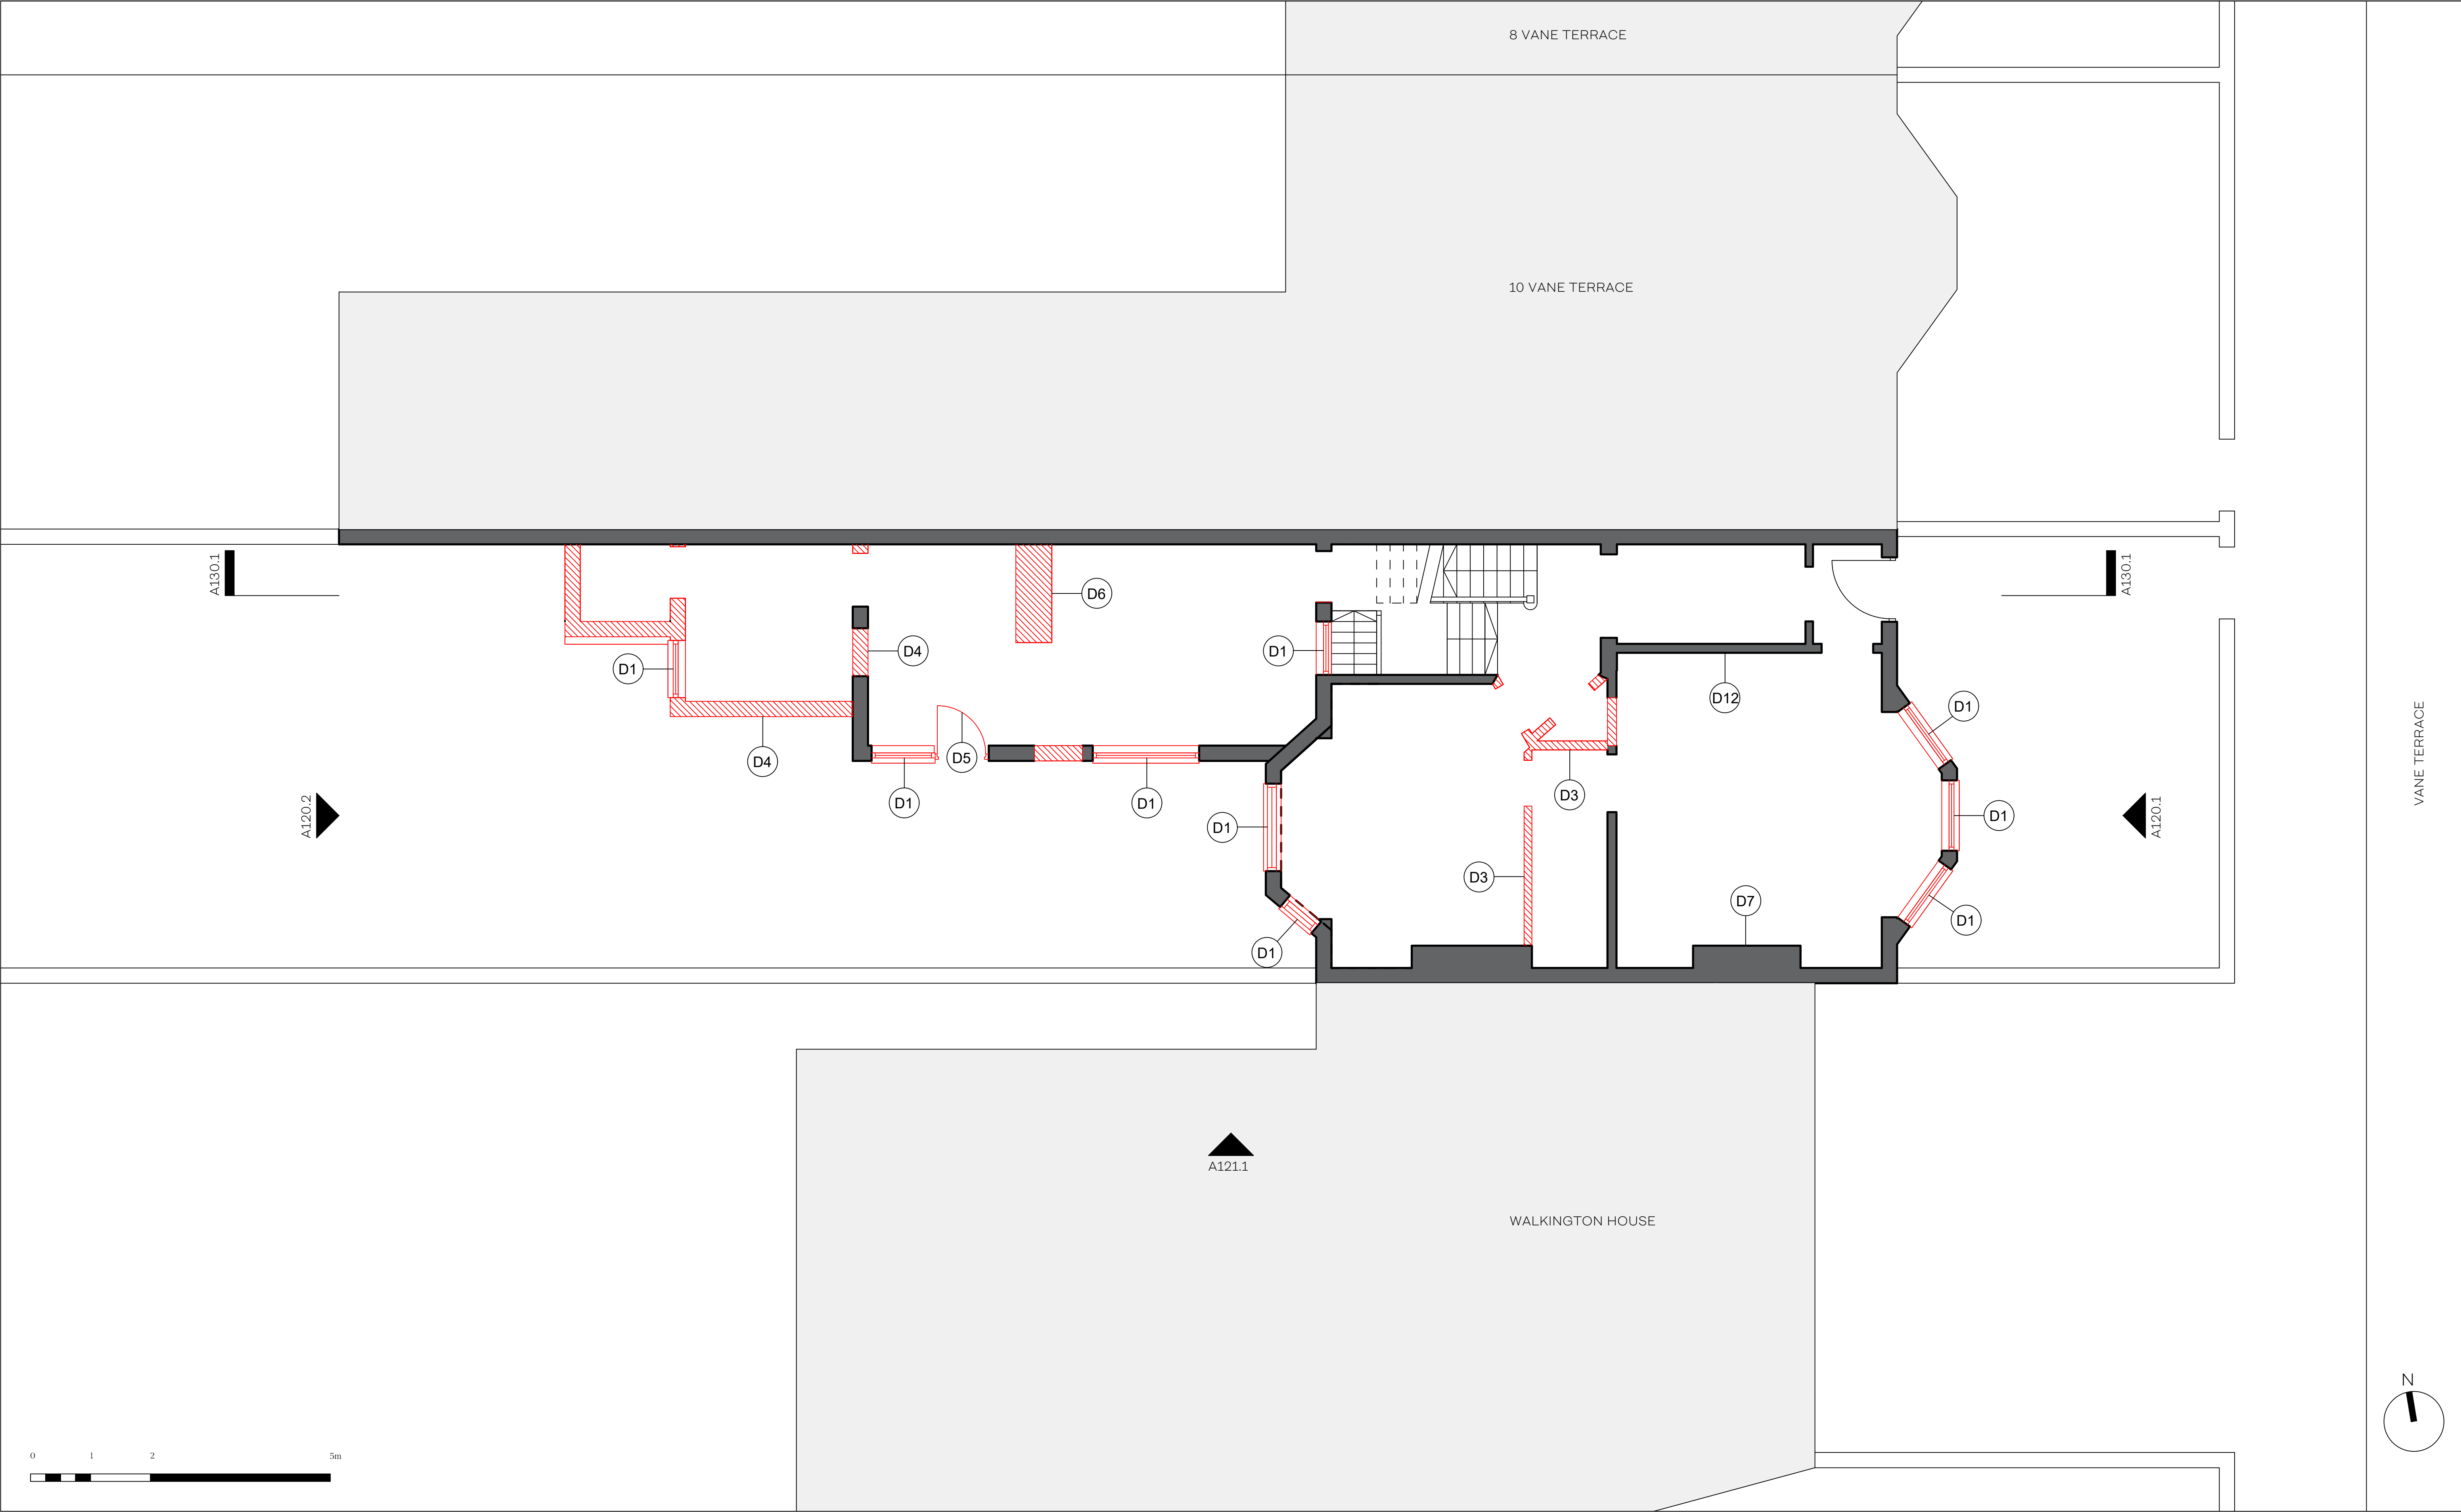 8 VANE TERRACE
10 VANE TERRACE
A130.1
A130.1
D6
D1
D4
D1
D12
D1
D4
D5
D1
D1
D3
D1
VANE TERRACE
A120.2
D1
D1
A120.1
D3
D7
D1
D1
A121.1
WALKINGTON HOUSE
N
0 1 2 5m